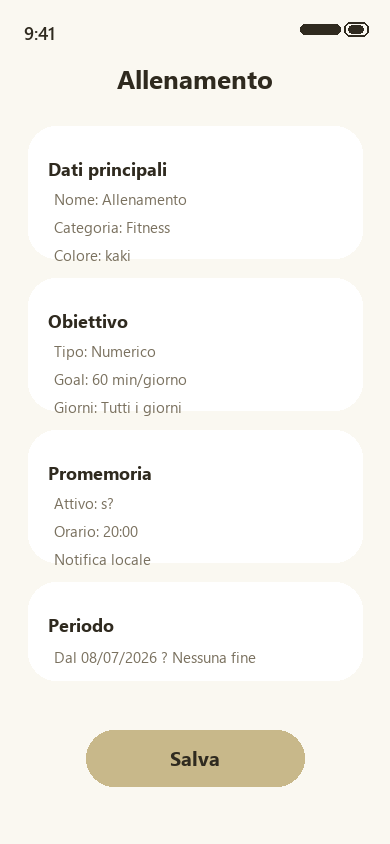 9:41
Allenamento
Dati principali
Nome: Allenamento
Categoria: Fitness
Colore: kaki
Obiettivo
Tipo: Numerico
Goal: 60 min/giorno
Giorni: Tutti i giorni
Promemoria
Attivo: s?
Orario: 20:00
Notifica locale
Periodo
Dal 08/07/2026 ? Nessuna fine
Salva